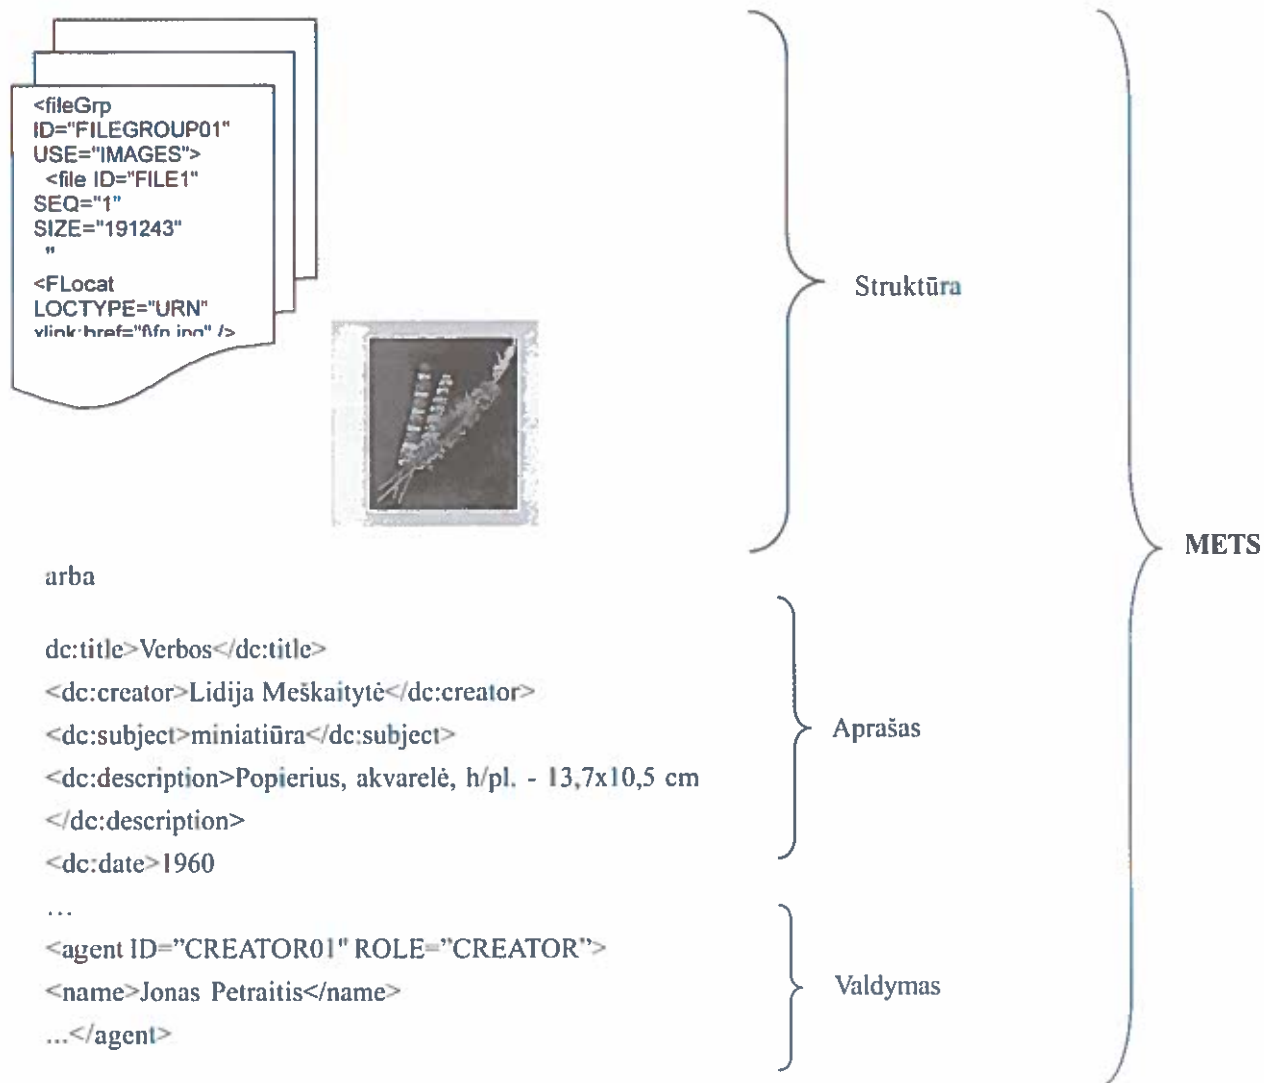 <fileGrp
ID="FILEGROUP01"
USE="IMAGES">
<file ID="FILE1"
SEQ="1"
SIZE="191243"
"
<FLocat
LOCTYPE="URN"
xlink:href= />
Struktūra
METS
arba
dc:title>Verbos</dc:title>
<dc:creator>Lidija Meškaitytė</dc:creator>
<dc:subject>miniatiūra</dc:subject>
<dc:description>Popierius, akvarelė, h/pl. - 13,7x10,5 cm
</dc:description>
<dc:date>1960
Aprašas
...
<agent ID=”CREATOR01" ROLE=”CREATOR”>
<name>Jonas Petraitis</name>
...</agent>
Valdymas